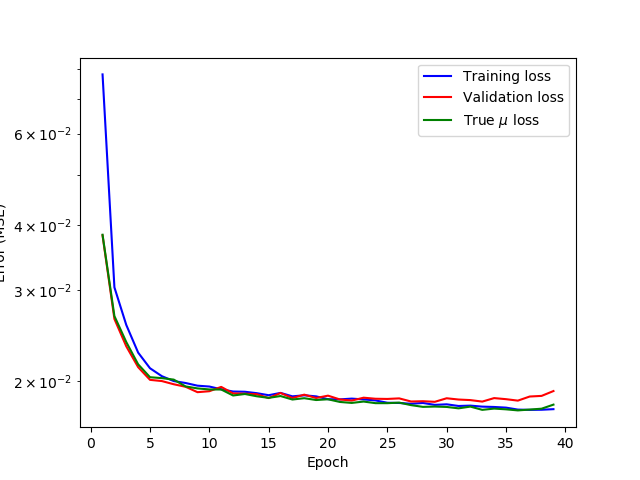 Training loss
Validation loss
True μ loss
6 × 10⁻²
4 × 10⁻²
3 × 10⁻²
2 × 10⁻²
Error (MSE)
0 5 10 15 20 25 30 35 40
Epoch